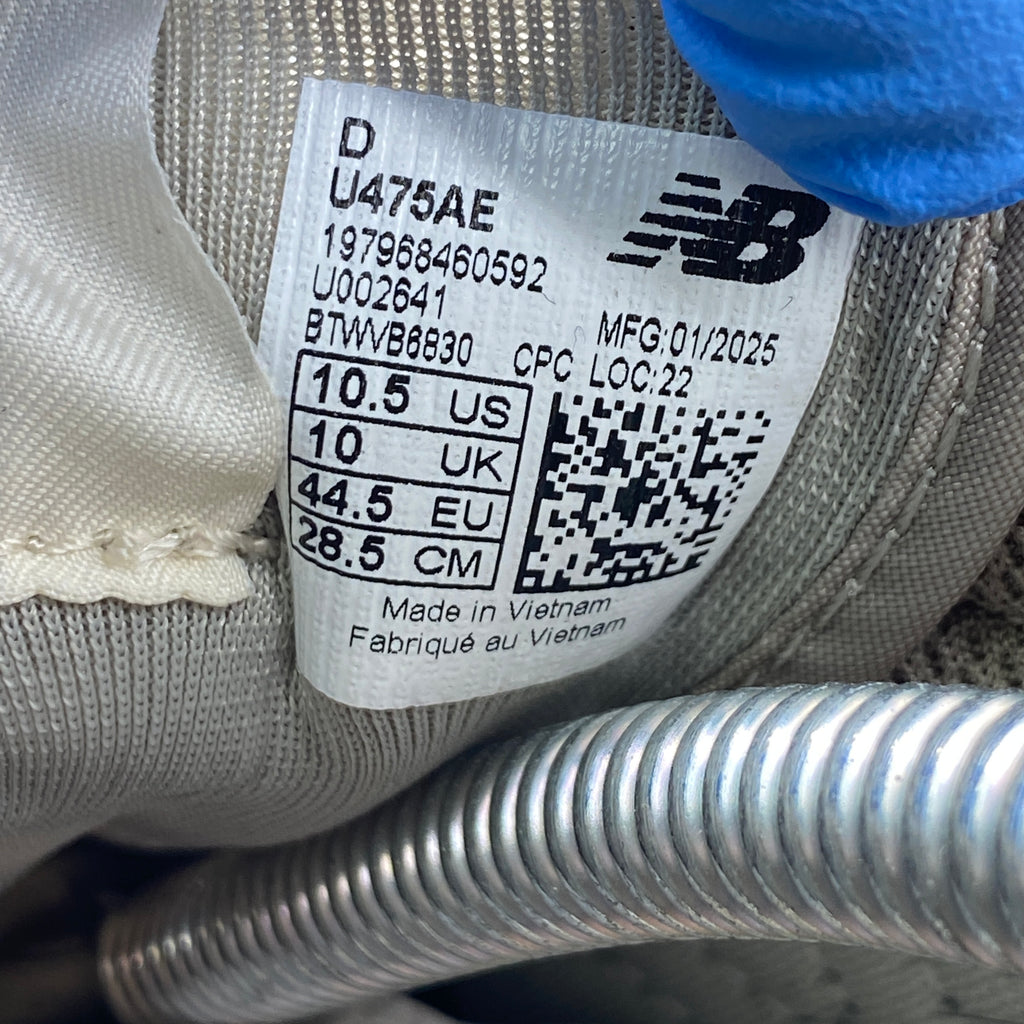 D
U475AE
NB
197968460592
U002641
BTWVB6830
MFG:01/2025
CPC LOC:22
10.5 US
10 UK
44.5 EU
28.5 CM
Made in Vietnam
Fabriqué au Vietnam